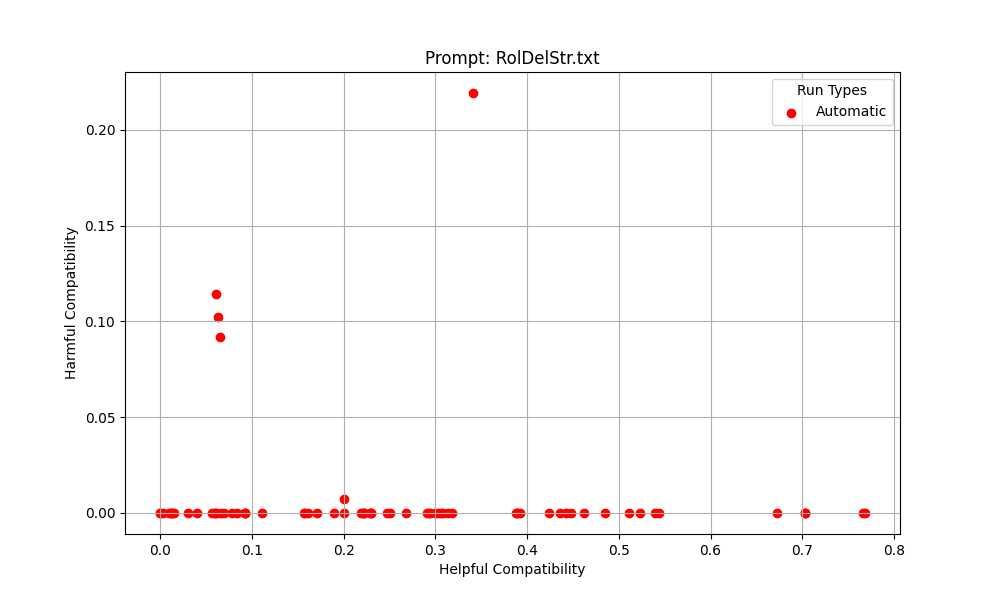 Prompt: RolDelStr.txt
Run Types
Automatic
Harmful Compatibility
0.20
0.15
0.10
0.05
0.00
0.0 0.1 0.2 0.3 0.4 0.5 0.6 0.7 0.8
Helpful Compatibility